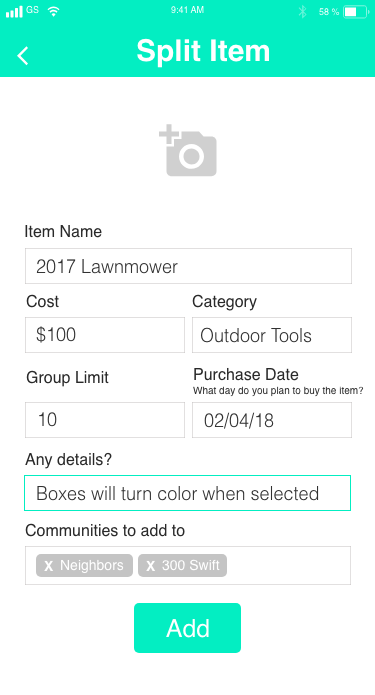 GS 9:41 AM 56 %
Split Item
Item Name
2017 Lawnmower
Cost Category
$100 Outdoor Tools
Group Limit Purchase Date
What day do you plan to buy the item?
10 02/04/18
Any details?
Boxes will turn color when selected
Communities to add to
X Neighbors X 300 Swift
Add